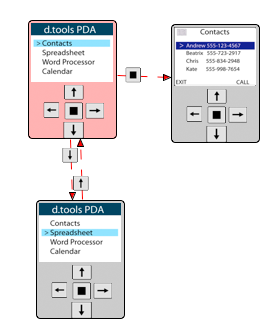 d.tools PDA
> Contacts
Spreadsheet
Word Processor
Calendar
Contacts
> Andrew 555-123-4567
Beatrix 555-723-2917
Chris 555-834-2948
Kate 555-998-7654
EXIT CALL
d.tools PDA
Contacts
> Spreadsheet
Word Processor
Calendar